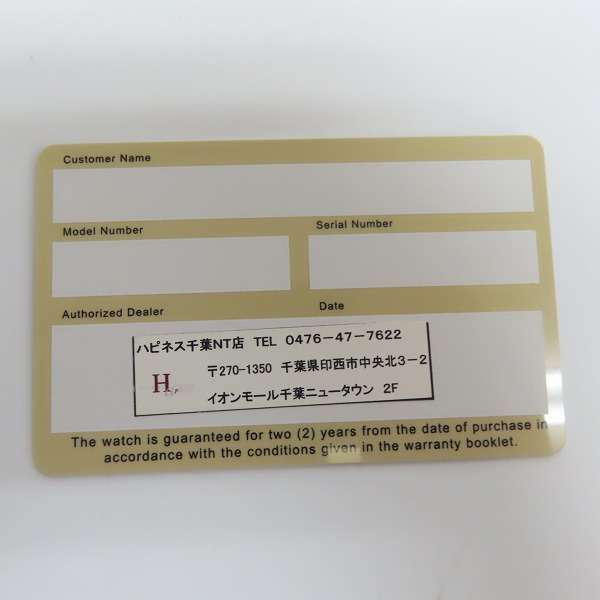 Customer Name
Model Number
Serial Number
Authorized Dealer
Date
ハピネス千葉NT店 TEL 0476-47-7622
H
〒270-1350 千葉県印西市中央北3-2
イオンモール千葉ニュータウン 2F
The watch is guaranteed for two (2) years from the date of purchase in
accordance with the conditions given in the warranty booklet.